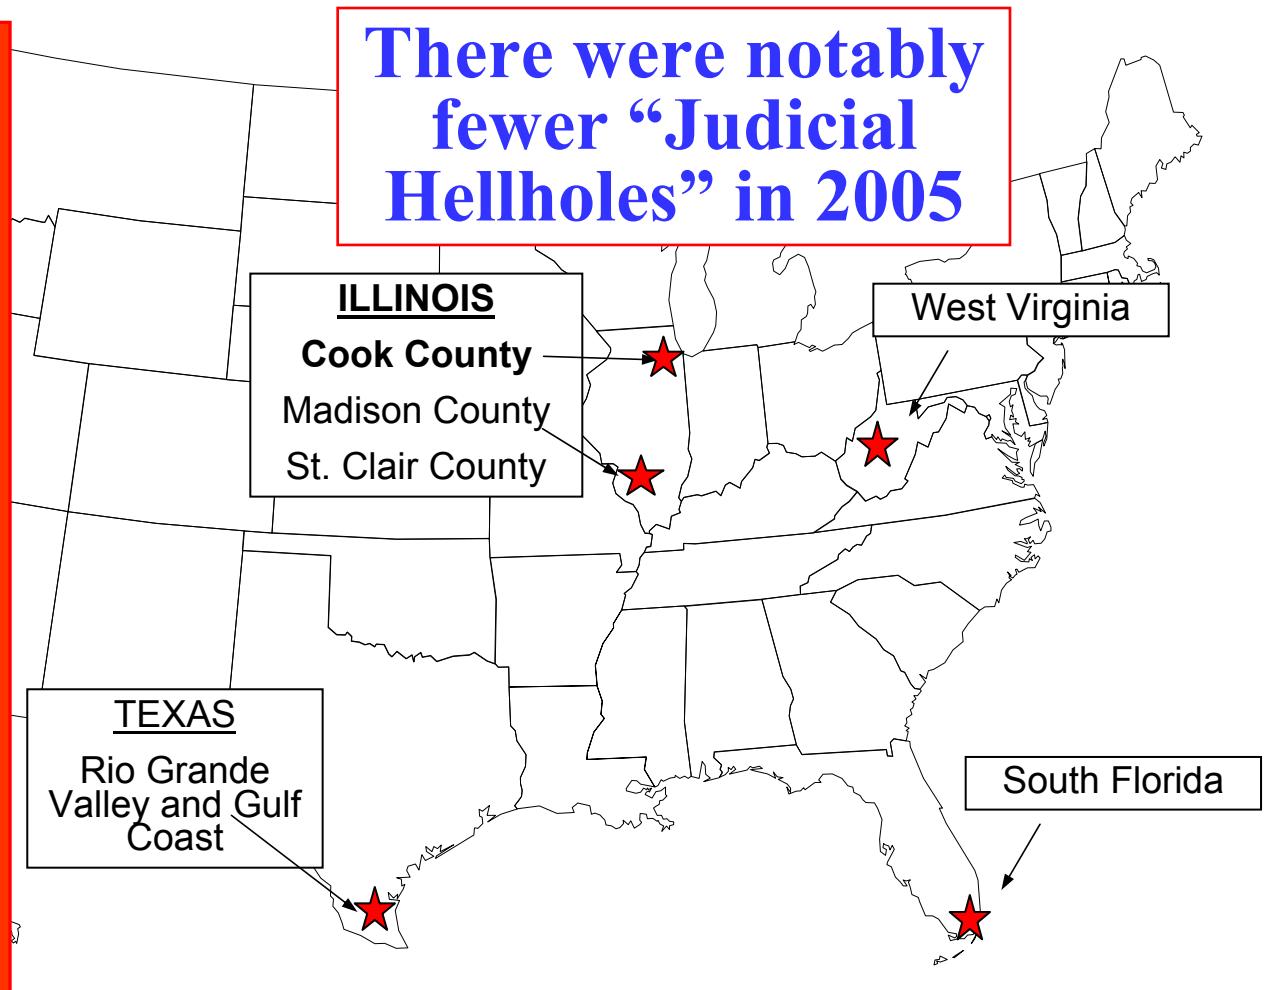 There were notably
fewer “Judicial
Hellholes” in 2005
ILLINOIS
Cook County
Madison County
St. Clair County
West Virginia
TEXAS
Rio Grande
Valley and Gulf
Coast
South Florida